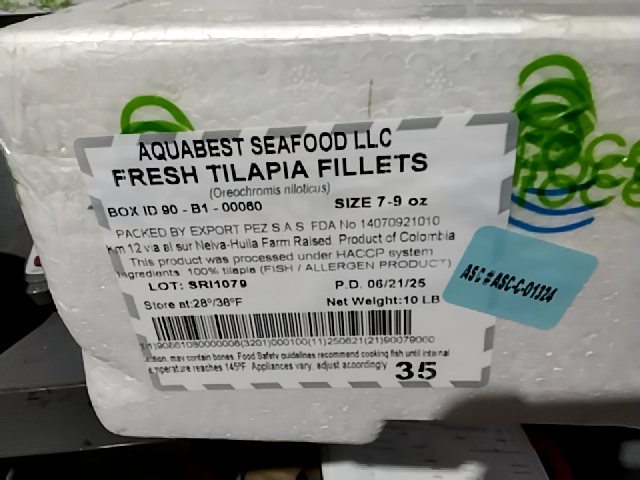 AQUABEST SEAFOOD LLC
FRESH TILAPIA FILLETS
(Oreochromis niloticus)
BOX ID 90 - B1 - 00060 SIZE 7-9 oz
PACKED BY EXPORT PEZ S.A.S FDA No 14070921010
Km 12 via al sur Neiva-Huila Farm Raised. Product of Colombia
This product was processed under HACCP system
Ingredients 100% tilapia (FISH / ALLERGEN PRODUCT)
LOT: SRI1079 P.D. 06/21/25
Store at:28°/38°F Net Weight:10 LB
may contain bones. Food Safety guidelines recommend cooking fish until internal
temperature reaches 145°F. Appliances vary, adjust accordingly
35
ASC # ASC-C-01324